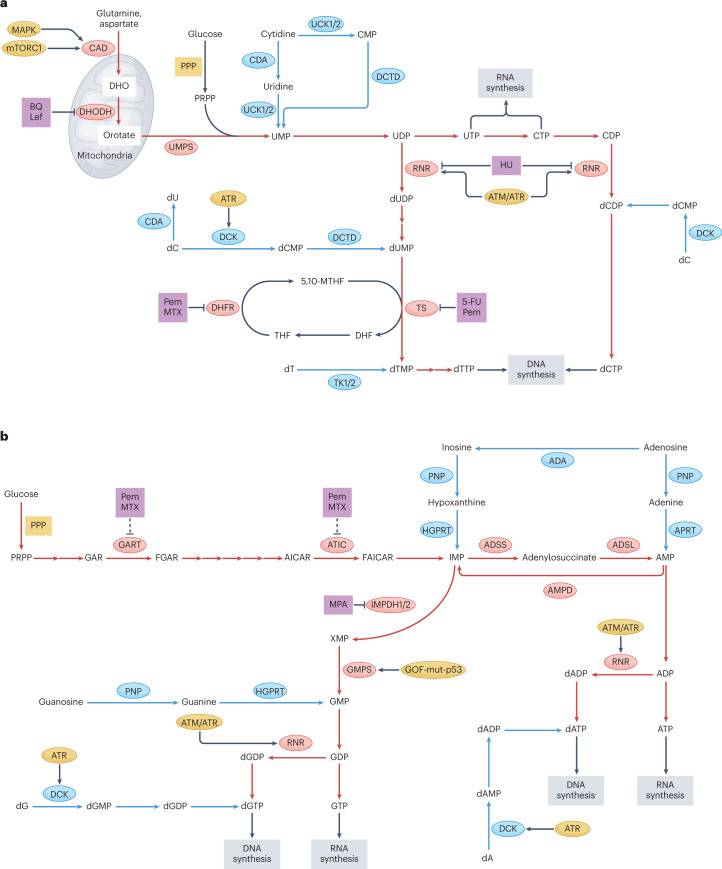 a
Glutamine,
aspartate
MAPK
mTORC1
CAD
Glucose
Cytidine
UCK1/2
CMP
PPP
CDA
DCTD
DHO
Uridine
PRPP
UCK1/2
BQ
Lef
DHODH
RNA
synthesis
Orotate
UMPS
UMP
UDP
UTP
CTP
CDP
Mitochondria
RNR
HU
RNR
dU
ATR
dUDP
ATM/ATR
dCDP
dCMP
CDA
DCK
DCTD
DCK
dC
dCMP
dUMP
dC
5,10-MTHF
Pem
MTX
DHFR
TS
5-FU
Pem
THF
DHF
dT
TK1/2
dTMP
dTTP
DNA
synthesis
dCTP
b
Inosine
ADA
Adenosine
PNP
PNP
Glucose
Pem
MTX
Pem
MTX
Hypoxanthine
Adenine
PPP
HGPRT
APRT
GART
ATIC
ADSS
ADSL
PRPP
GAR
FGAR
AICAR
FAICAR
IMP
Adenylosuccinate
AMP
AMPD
MPA
IMPDH1/2
XMP
ATM/ATR
GMPS
GOF-mut-p53
RNR
dADP
ADP
PNP
HGPRT
Guanosine
Guanine
GMP
ATM/ATR
RNR
dADP
dATP
ATP
ATR
dGDP
GDP
DCK
dAMP
DNA
synthesis
RNA
synthesis
dG
dGMP
dGDP
dGTP
GTP
DCK
ATR
DNA
synthesis
RNA
synthesis
dA